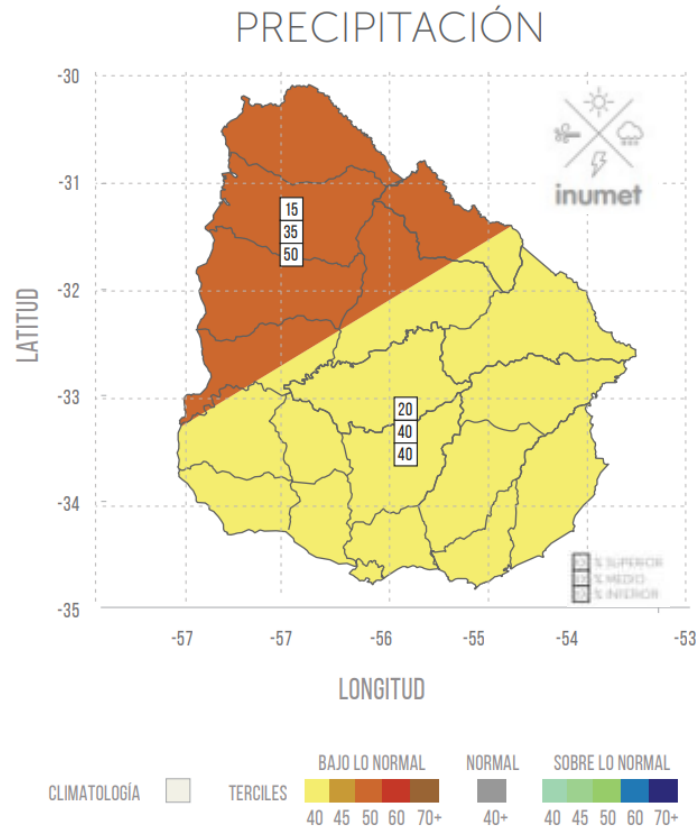 PRECIPITACIÓN
-30
-31
-32
-33
-34
-35
LATITUD
inumet
15
35
50
20
40
40
% SUPERIOR
% MEDIO
% INFERIOR
-57 -57 -56 -55 -54 -53
LONGITUD
BAJO LO NORMAL NORMAL SOBRE LO NORMAL
CLIMATOLOGÍA TERCILES
40 45 50 60 70+ 40+ 40 45 50 60 70+